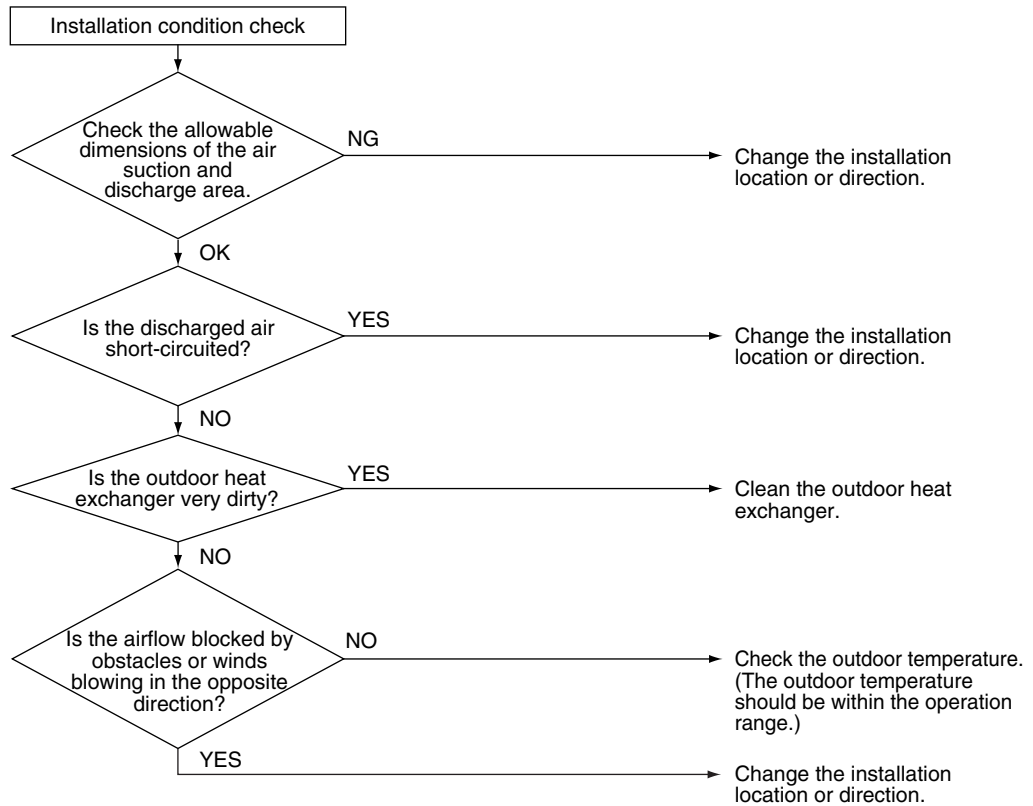 Installation condition check
Check the allowable
dimensions of the air
suction and
discharge area.
NG
Change the installation
location or direction.
OK
Is the discharged air
short-circuited?
YES
Change the installation
location or direction.
NO
Is the outdoor heat
exchanger very dirty?
YES
Clean the outdoor heat
exchanger.
NO
Is the airflow blocked by
obstacles or winds
blowing in the opposite
direction?
NO
Check the outdoor temperature.
(The outdoor temperature
should be within the operation
range.)
YES
Change the installation
location or direction.